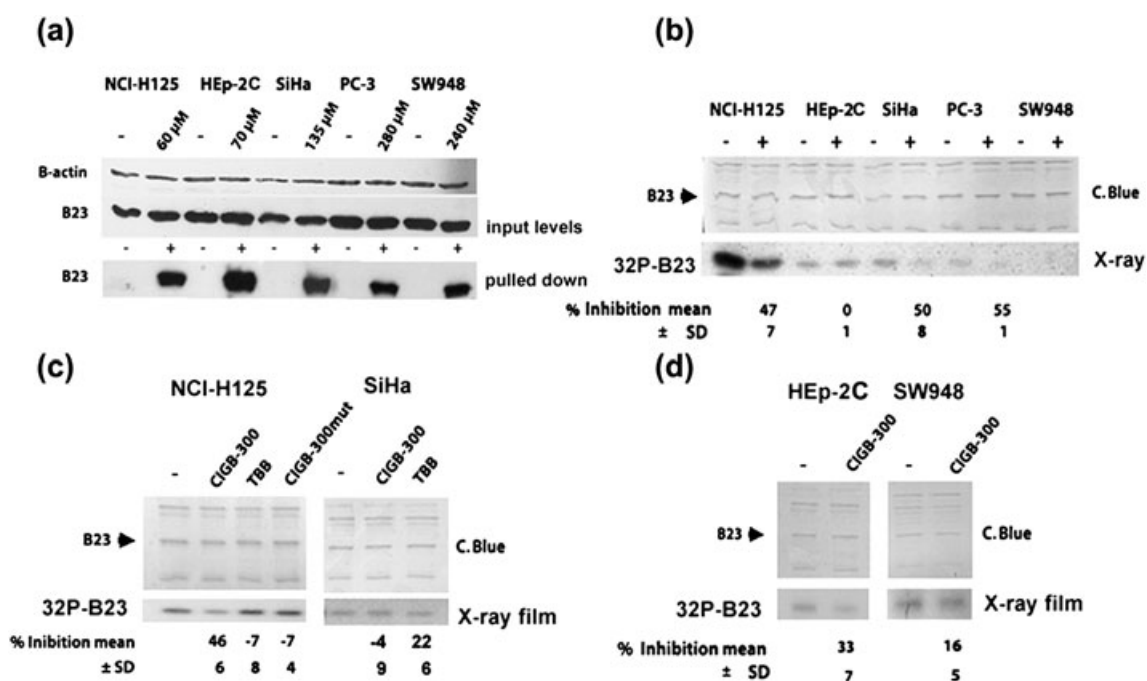 (a)
NCI-H125 HEp-2C SiHa PC-3 SW948
- 60 µM - 70 µM - 135 µM - 280 µM - 240 µM
B-actin
B23 input levels
- + - + - + - + - +
B23 pulled down
(b)
NCI-H125 HEp-2C SiHa PC-3 SW948
- + - + - + - + - +
B23 C.Blue
32P-B23 X-ray
% Inhibition mean 47 0 50 55
± SD 7 1 8 1
(c)
NCI-H125 SiHa
- CIGB-300 TBB CIGB-300mut - CIGB-300 TBB
B23 C.Blue
32P-B23 X-ray film
% Inibition mean 46 -7 -7 -4 22
± SD 6 8 4 9 6
(d)
HEp-2C SW948
- CIGB-300 - CIGB-300
B23 C.Blue
32P-B23 X-ray film
% Inhibition mean 33 16
± SD 7 5